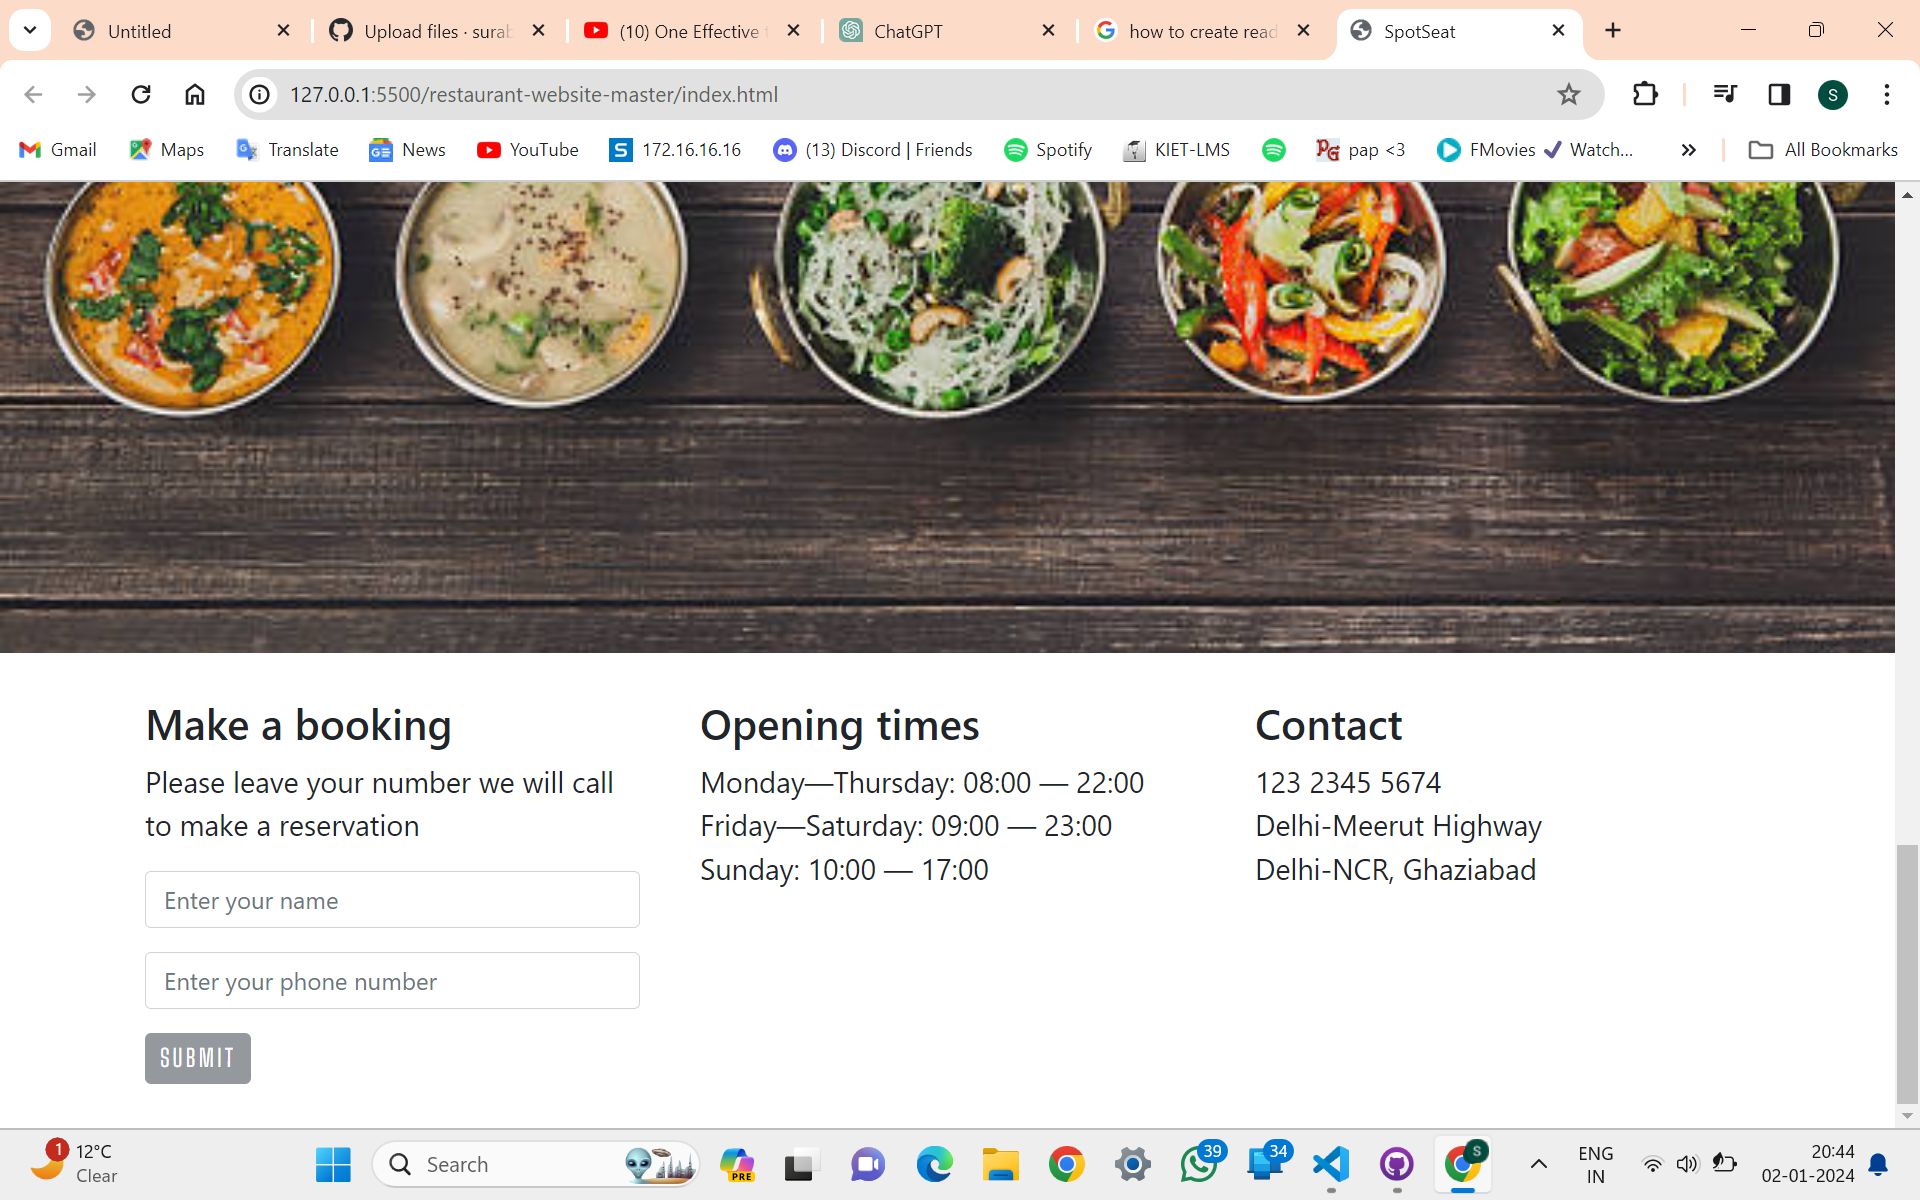 Untitled
Upload files · surab
(10) One Effective
ChatGPT
how to create read
SpotSeat
127.0.0.1:5500/restaurant-website-master/index.html
S
Gmail
Maps
Translate
News
YouTube
S
172.16.16.16
(13) Discord | Friends
Spotify
KIET-LMS
PG
pap <3
FMovies
Watch...
»
All Bookmarks
Make a booking
Please leave your number we will call
to make a reservation
Enter your name
Enter your phone number
SUBMIT
Opening times
Monday—Thursday: 08:00 — 22:00
Friday—Saturday: 09:00 — 23:00
Sunday: 10:00 — 17:00
Contact
123 2345 5674
Delhi-Meerut Highway
Delhi-NCR, Ghaziabad
1
12°C
Clear
Search
PRE
39
34
S
ENG
IN
20:44
02-01-2024